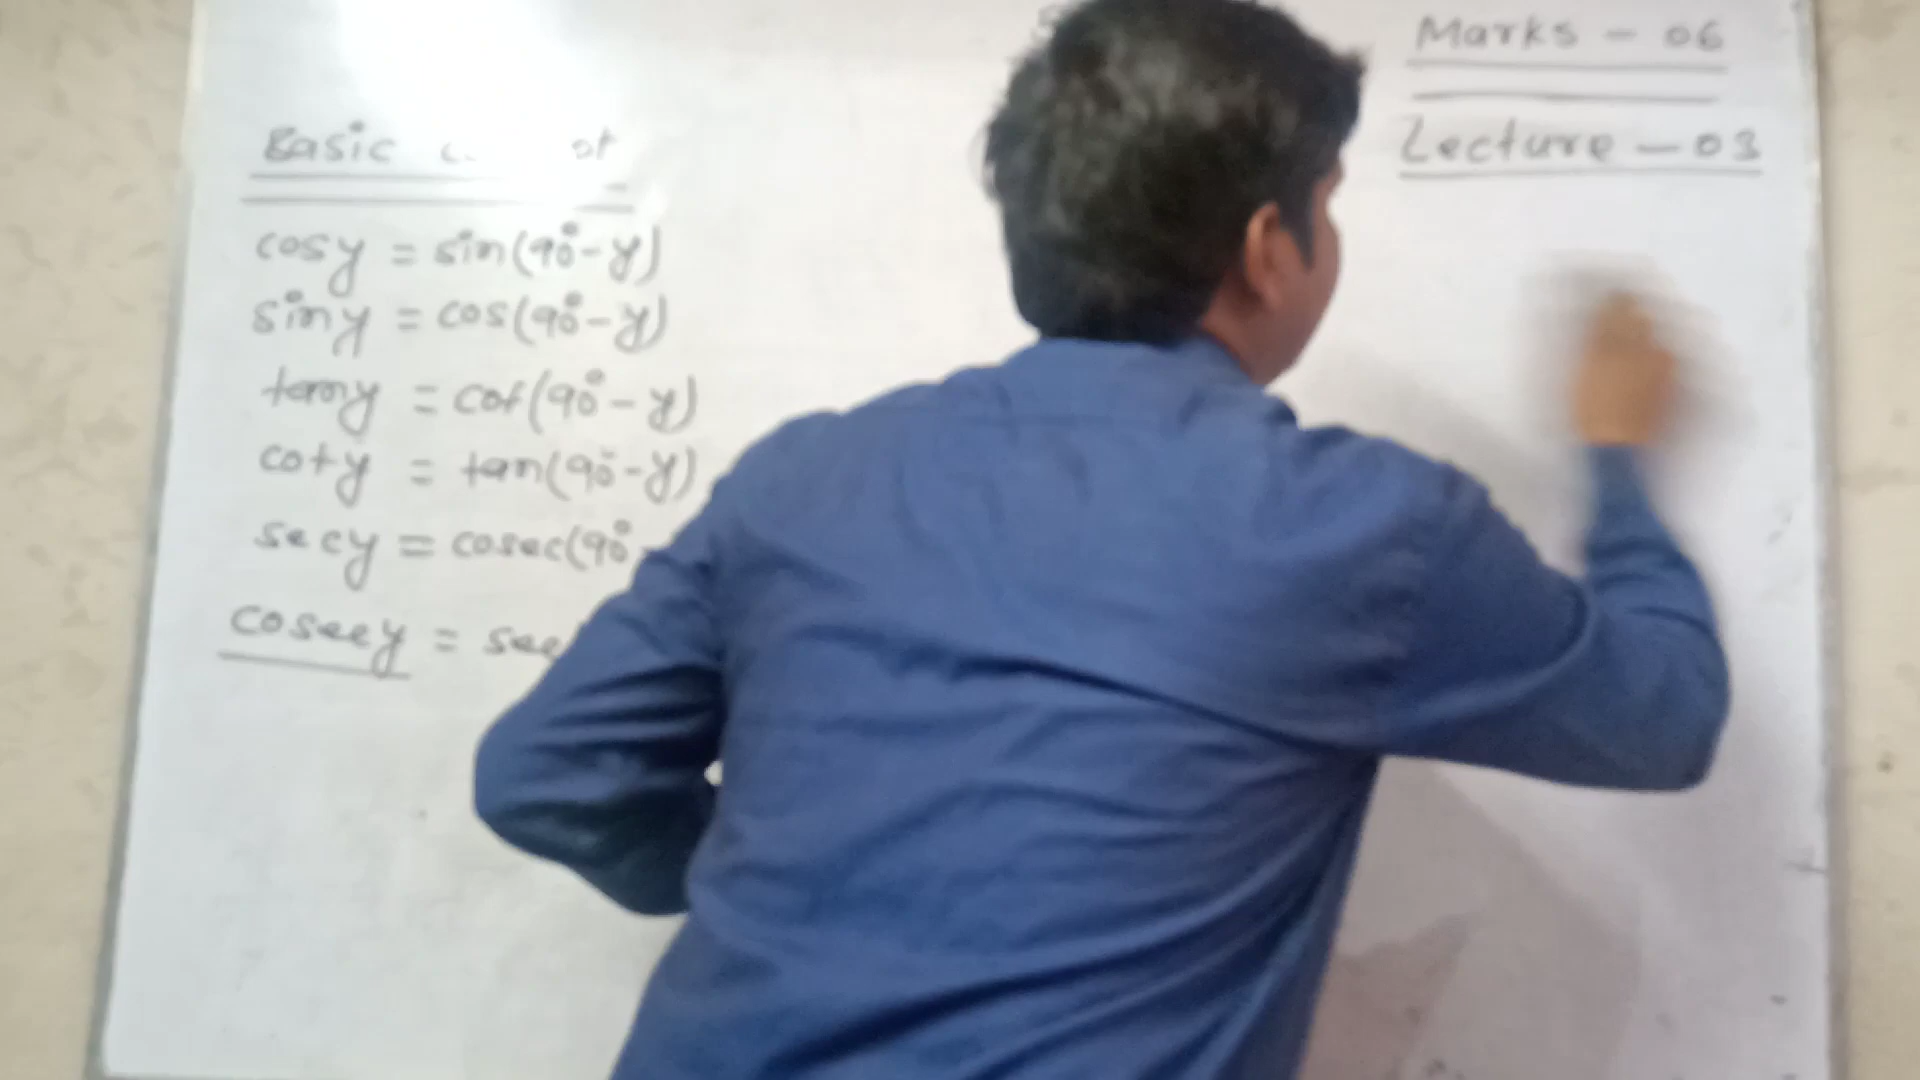 Marks - 06
Lecture - 03
Basic
cosy = sin(90°-y)
siny = cos(90°-y)
tany = cot(90°-y)
coty = tan(90°-y)
secy = cosec(90°
cosecy = sec